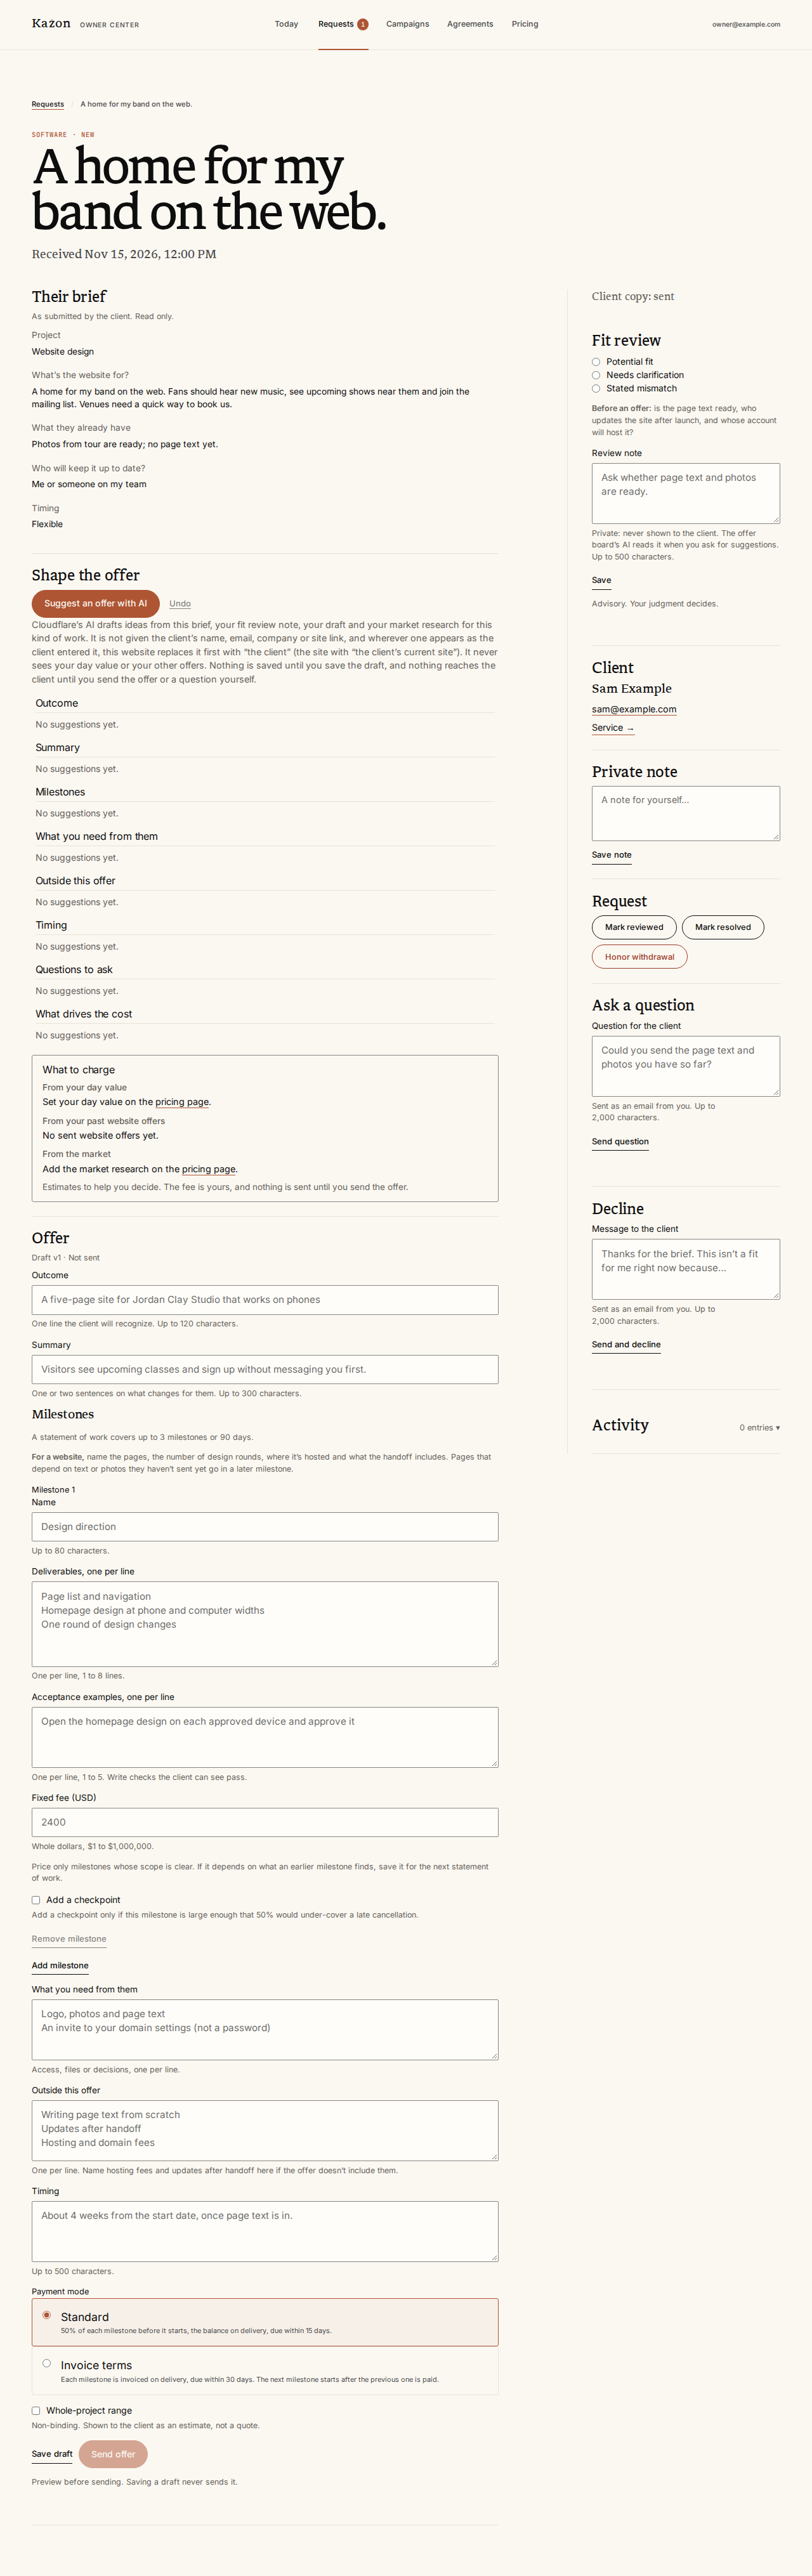 Kazon OWNER CENTER
Today
Requests 1
Campaigns
Agreements
Pricing
owner@example.com
Requests / A home for my band on the web.
SOFTWARE · NEW
A home for my
band on the web.
Received Nov 15, 2026, 12:00 PM
Their brief
As submitted by the client. Read only.
Project
Website design
What's the website for?
A home for my band on the web. Fans should hear new music, see upcoming shows near them and join the
mailing list. Venues need a quick way to book us.
What they already have
Photos from tour are ready; no page text yet.
Who will keep it up to date?
Me or someone on my team
Timing
Flexible
Shape the offer
Suggest an offer with AI
Undo
Cloudflare's AI drafts ideas from this brief, your fit review note, your draft and your market research for this
kind of work. It is not given the client's name, email, company or site link, and wherever one appears as the
client entered it, this website replaces it first with “the client” (the site with “the client's current site”). It never
sees your day value or your other offers. Nothing is saved until you save the draft, and nothing reaches the
client until you send the offer or a question yourself.
Outcome
No suggestions yet.
Summary
No suggestions yet.
Milestones
No suggestions yet.
What you need from them
No suggestions yet.
Outside this offer
No suggestions yet.
Timing
No suggestions yet.
Questions to ask
No suggestions yet.
What drives the cost
No suggestions yet.
What to charge
From your day value
Set your day value on the pricing page.
From your past website offers
No sent website offers yet.
From the market
Add the market research on the pricing page.
Estimates to help you decide. The fee is yours, and nothing is sent until you send the offer.
Offer
Draft v1 · Not sent
Outcome
A five-page site for Jordan Clay Studio that works on phones
One line the client will recognize. Up to 120 characters.
Summary
Visitors see upcoming classes and sign up without messaging you first.
One or two sentences on what changes for them. Up to 300 characters.
Milestones
A statement of work covers up to 3 milestones or 90 days.
For a website, name the pages, the number of design rounds, where it's hosted and what the handoff includes. Pages that
depend on text or photos they haven't sent yet go in a later milestone.
Milestone 1
Name
Design direction
Up to 80 characters.
Deliverables, one per line
Page list and navigation
Homepage design at phone and computer widths
One round of design changes
One per line, 1 to 8 lines.
Acceptance examples, one per line
Open the homepage design on each approved device and approve it
One per line, 1 to 5. Write checks the client can see pass.
Fixed fee (USD)
2400
Whole dollars, $1 to $1,000,000.
Price only milestones whose scope is clear. If it depends on what an earlier milestone finds, save it for the next statement
of work.
Add a checkpoint
Add a checkpoint only if this milestone is large enough that 50% would under-cover a late cancellation.
Remove milestone
Add milestone
What you need from them
Logo, photos and page text
An invite to your domain settings (not a password)
Access, files or decisions, one per line.
Outside this offer
Writing page text from scratch
Updates after handoff
Hosting and domain fees
One per line. Name hosting fees and updates after handoff here if the offer doesn't include them.
Timing
About 4 weeks from the start date, once page text is in.
Up to 500 characters.
Payment mode
Standard
50% of each milestone before it starts, the balance on delivery, due within 15 days.
Invoice terms
Each milestone is invoiced on delivery, due within 30 days. The next milestone starts after the previous one is paid.
Whole-project range
Non-binding. Shown to the client as an estimate, not a quote.
Save draft
Send offer
Preview before sending. Saving a draft never sends it.
Client copy: sent
Fit review
Potential fit
Needs clarification
Stated mismatch
Before an offer: is the page text ready, who
updates the site after launch, and whose account
will host it?
Review note
Ask whether page text and photos
are ready.
Private: never shown to the client. The offer
board's AI reads it when you ask for suggestions.
Up to 500 characters.
Save
Advisory. Your judgment decides.
Client
Sam Example
sam@example.com
Service →
Private note
A note for yourself…
Save note
Request
Mark reviewed
Mark resolved
Honor withdrawal
Ask a question
Question for the client
Could you send the page text and
photos you have so far?
Sent as an email from you. Up to
2,000 characters.
Send question
Decline
Message to the client
Thanks for the brief. This isn't a fit
for me right now because…
Sent as an email from you. Up to
2,000 characters.
Send and decline
Activity
0 entries ▾